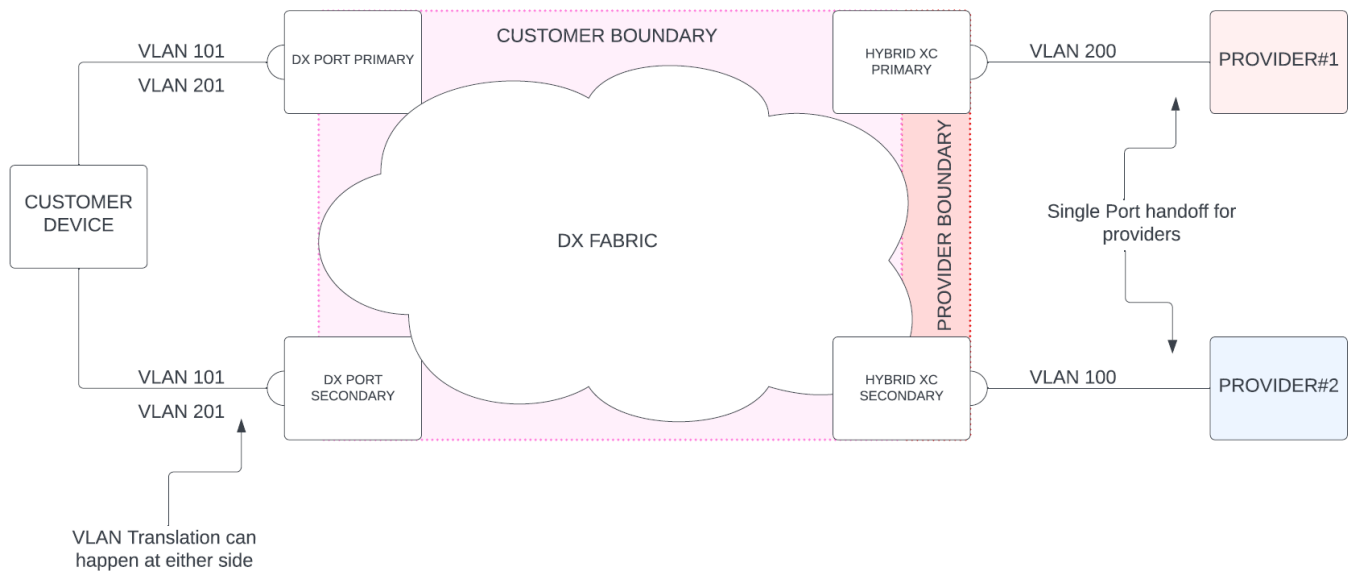 VLAN 101
VLAN 201
DX PORT PRIMARY
CUSTOMER BOUNDARY
HYBRID XC
PRIMARY
VLAN 200
PROVIDER#1
CUSTOMER
DEVICE
DX FABRIC
PROVIDER BOUNDARY
Single Port handoff for
providers
VLAN 101
VLAN 201
DX PORT
SECONDARY
HYBRID XC
SECONDARY
VLAN 100
PROVIDER#2
VLAN Translation can
happen at either side